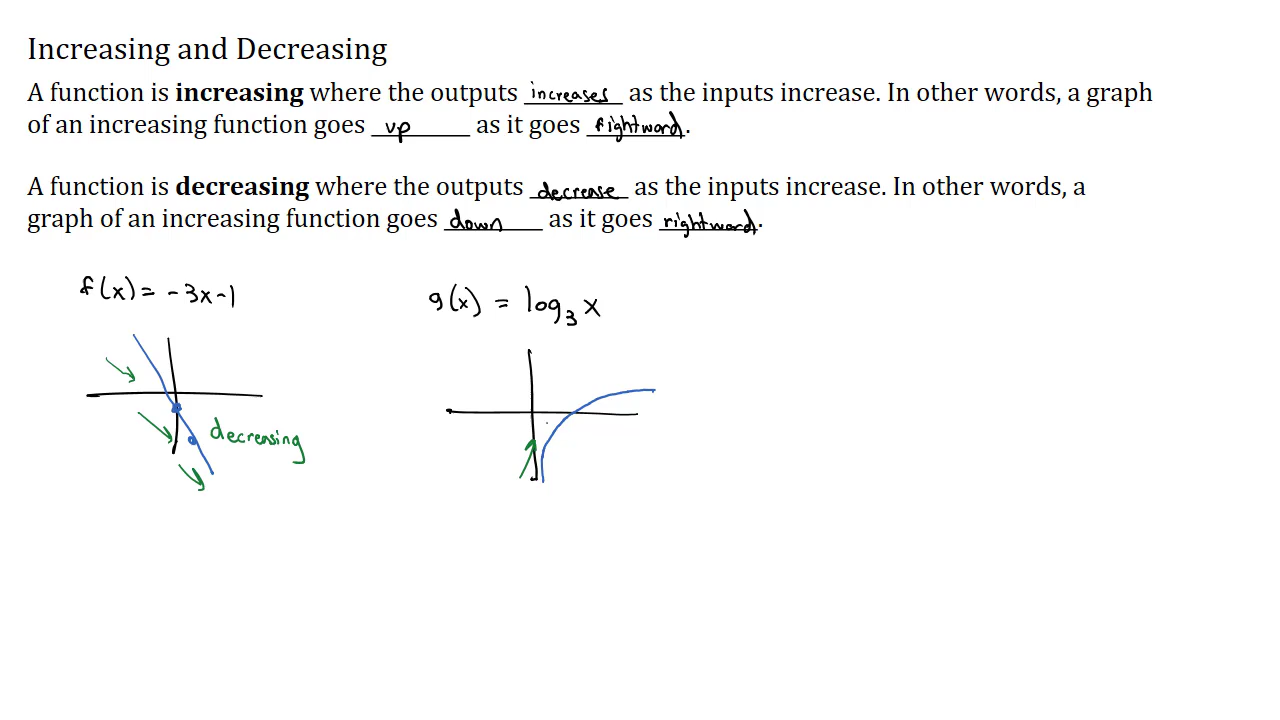 Increasing and Decreasing
A function is increasing where the outputs increases as the inputs increase. In other words, a graph
of an increasing function goes up as it goes rightward.
A function is decreasing where the outputs decrease as the inputs increase. In other words, a
graph of an increasing function goes down as it goes rightward.
f(x) = -3x-1
g(x) = log₃ x
decreasing